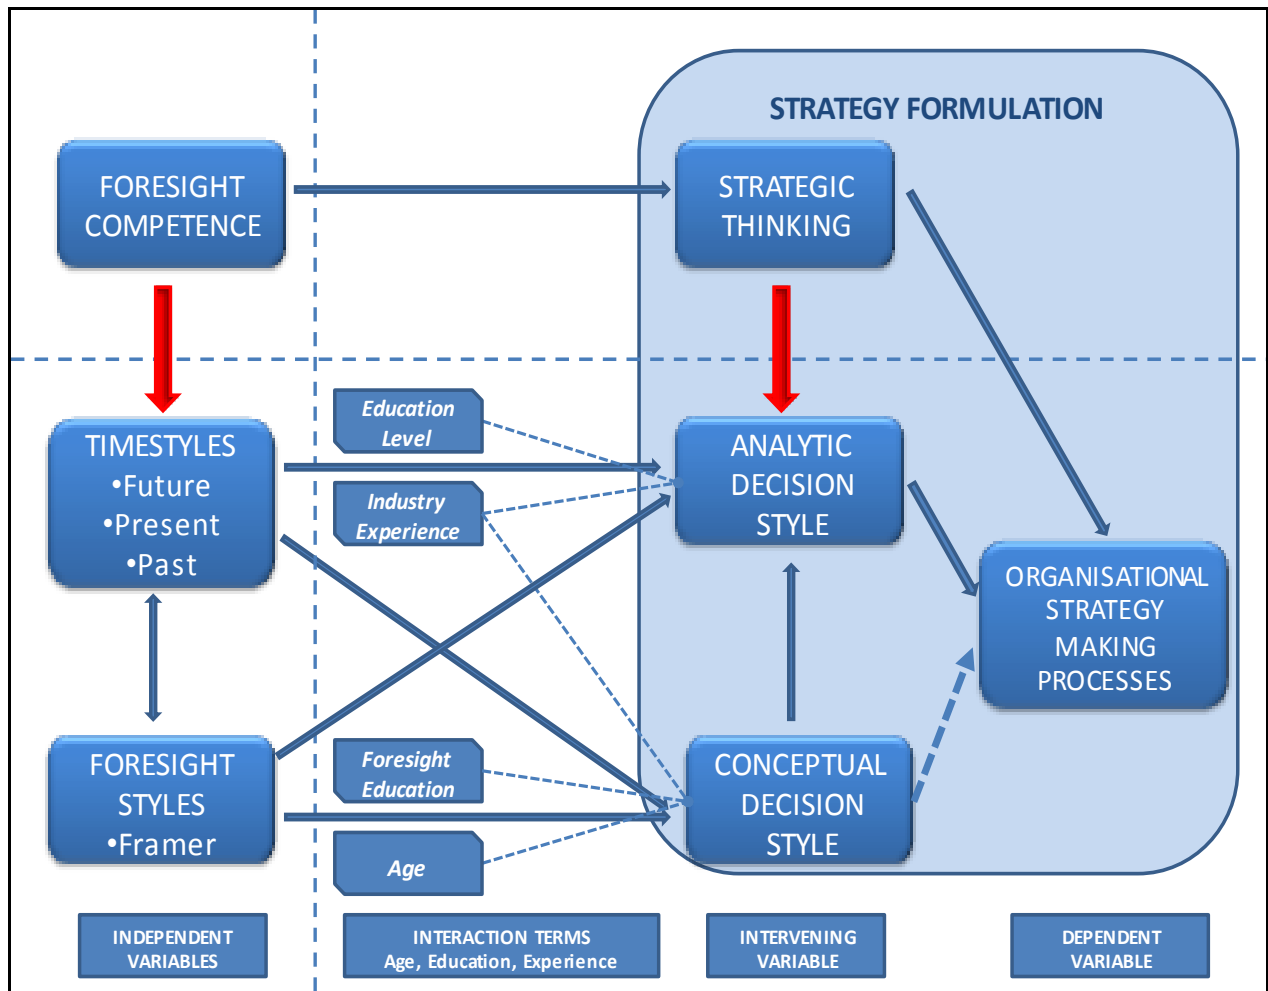 STRATEGY FORMULATION
FORESIGHT
COMPETENCE
STRATEGIC
THINKING
TIMESTYLES
•Future
•Present
•Past
Education
Level
Industry
Experience
ANALYTIC
DECISION
STYLE
ORGANISATIONAL
STRATEGY
MAKING
PROCESSES
FORESIGHT
STYLES
•Framer
Foresight
Education
Age
CONCEPTUAL
DECISION
STYLE
INDEPENDENT
VARIABLES
INTERACTION TERMS
Age, Education, Experience
INTERVENING
VARIABLE
DEPENDENT
VARIABLE